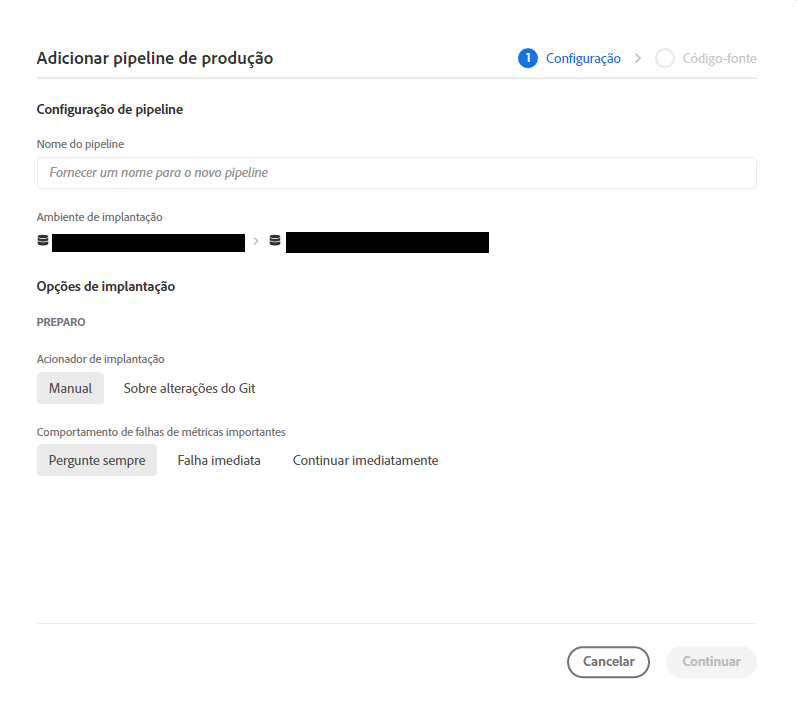 Adicionar pipeline de produção
1 Configuração > Código-fonte
Configuração de pipeline
Nome do pipeline
Fornecer um nome para o novo pipeline
Ambiente de implantação
Opções de implantação
PREPARO
Acionador de implantação
Manual Sobre alterações do Git
Comportamento de falhas de métricas importantes
Pergunte sempre Falha imediata Continuar imediatamente
Cancelar Continuar